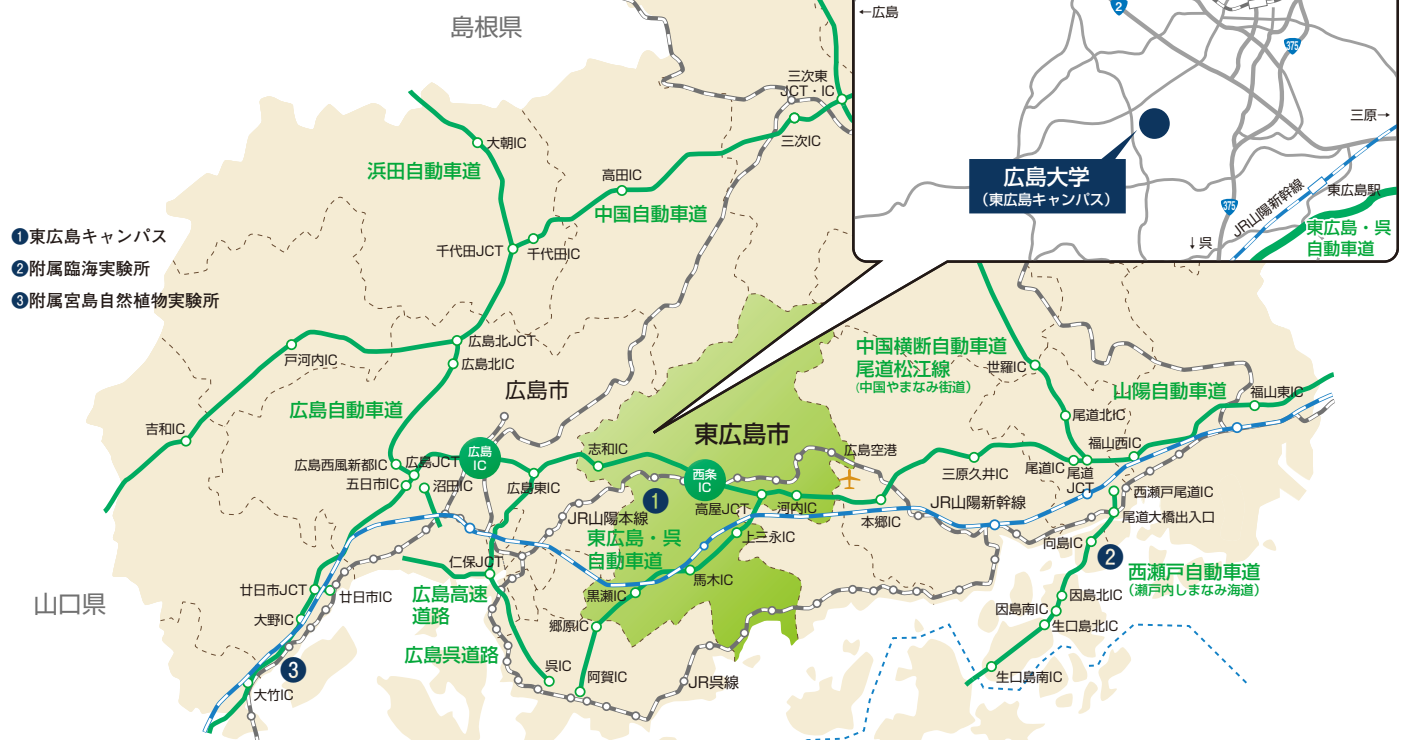 島根県
←広島
2
375
三次東
JCT・IC
三次IC
三原→
大朝IC
浜田自動車道
高田IC
中国自動車道
広島大学
(東広島キャンパス)
JR山陽新幹線
東広島駅
375
東広島・呉
自動車道
↓呉
❶東広島キャンパス
❷附属臨海実験所
❸附属宮島自然植物実験所
千代田JCT
千代田IC
広島北JCT
戸河内IC
広島北IC
広島市
広島自動車道
吉和IC
中国横断自動車道
尾道松江線
(中国やまなみ街道)
世羅IC
山陽自動車道
福山東IC
尾道北IC
東広島市
福山西IC
志和IC
広島空港
広島
IC
広島JCT
広島西風新都IC
五日市IC
沼田IC
広島東IC
西条
IC
三原久井IC
尾道IC
尾道
JCT
西瀬戸尾道IC
尾道大橋出入口
1
高屋JCT
河内IC
本郷IC
JR山陽新幹線
JR山陽本線
東広島・呉
自動車道
上三永IC
向島IC
2
西瀬戸自動車道
(瀬戸内しまなみ海道)
仁保JCT
馬木IC
黒瀬IC
廿日市JCT
廿日市IC
広島高速
道路
山口県
大野IC
郷原IC
因島北IC
因島南IC
生口島北IC
広島呉道路
3
呉IC
阿賀IC
JR呉線
生口島南IC
大竹IC